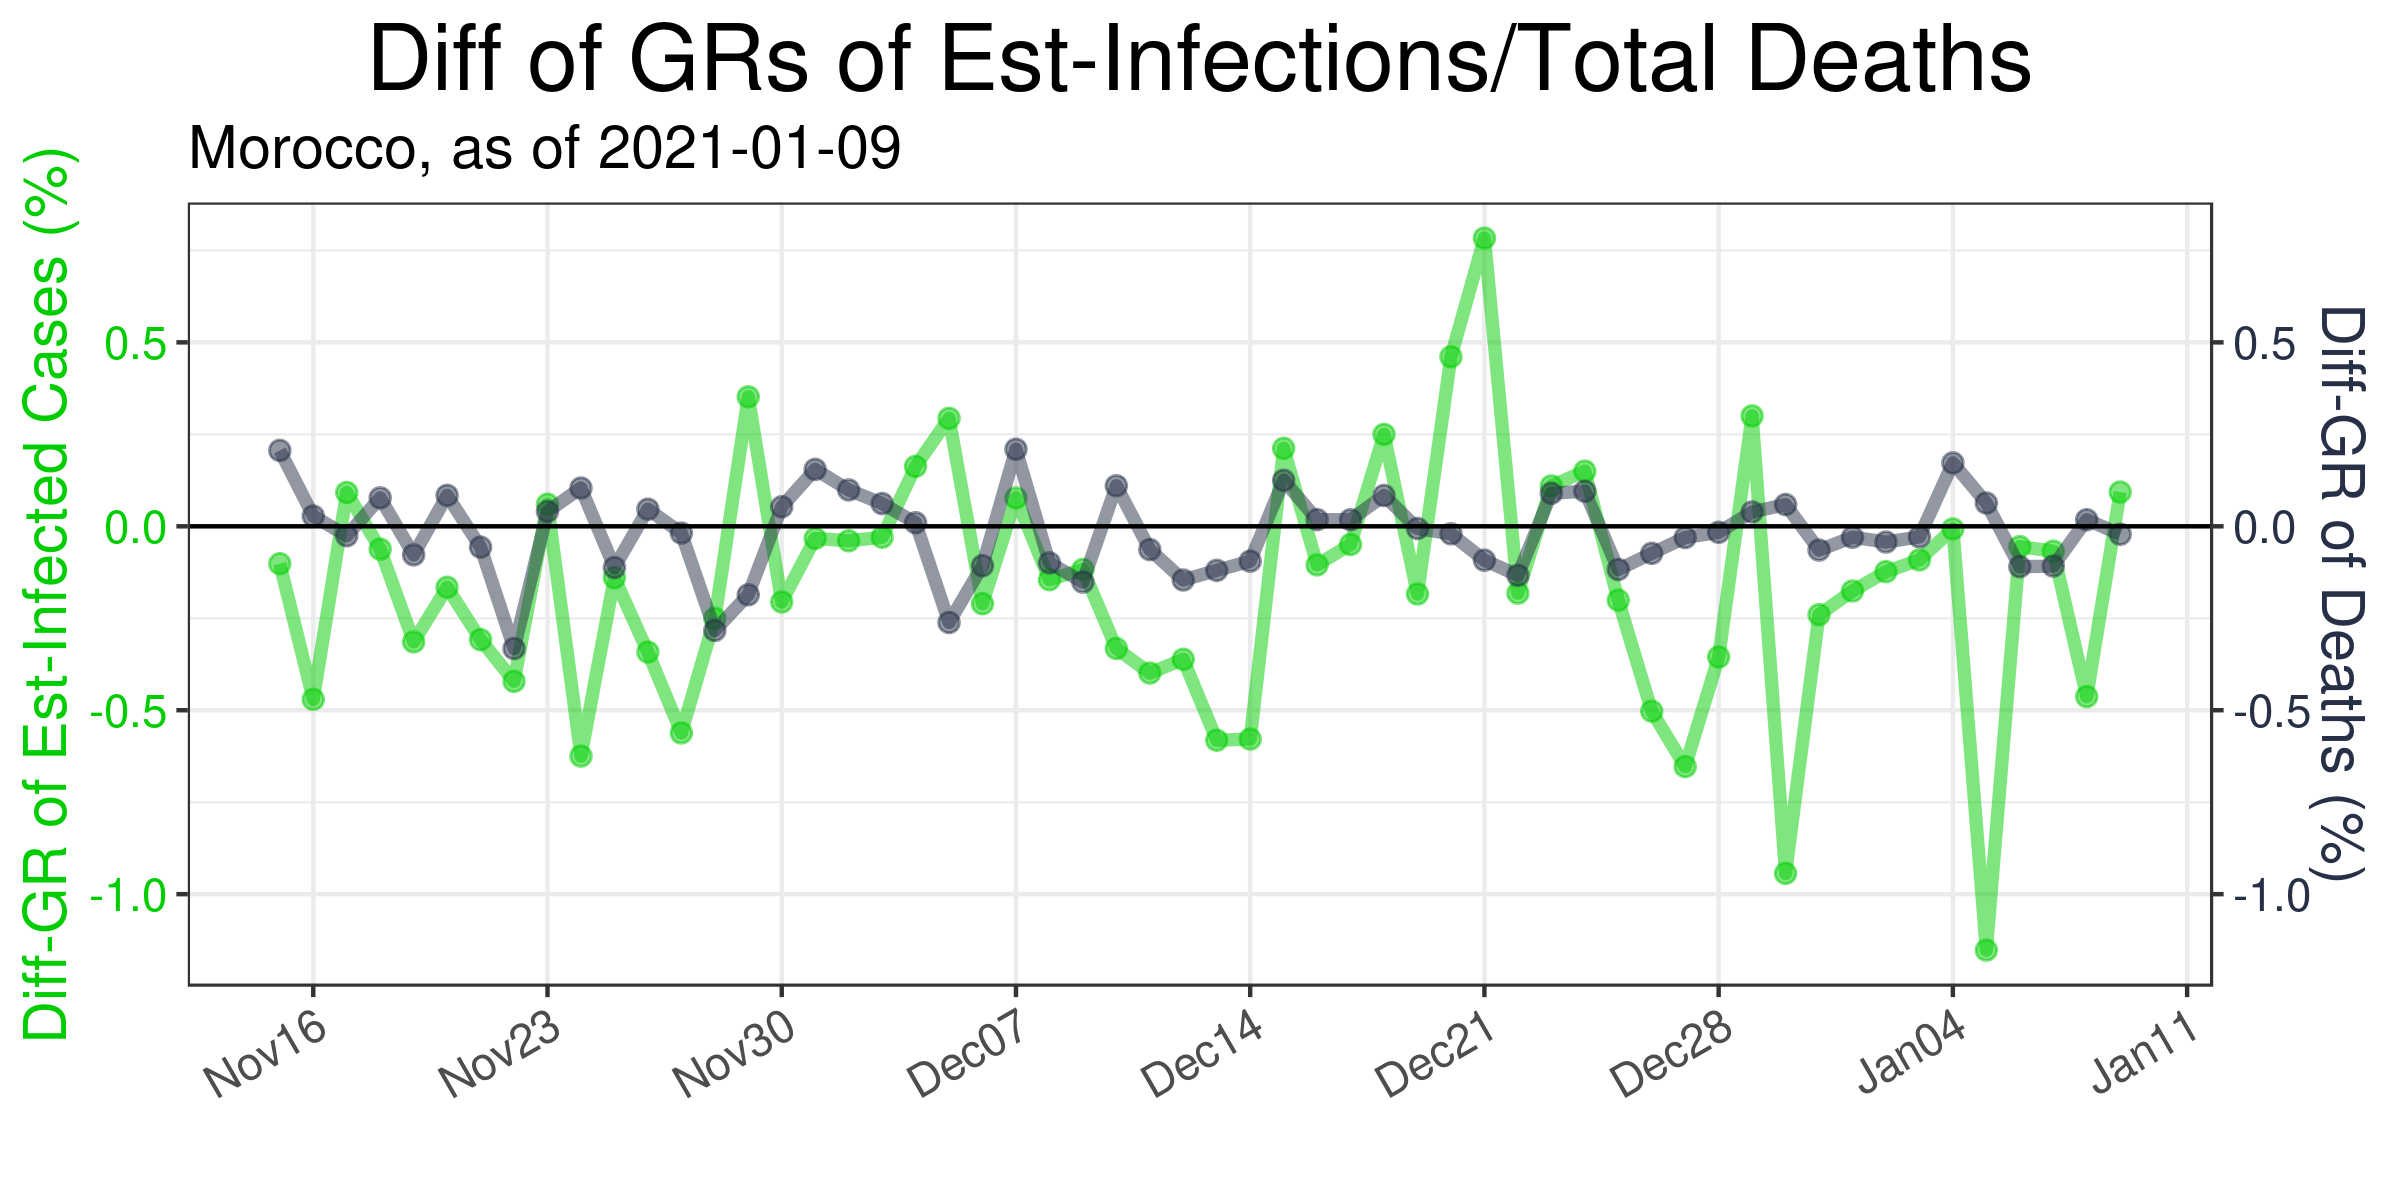 Diff of GRs of Est-Infections/Total Deaths
Morocco, as of 2021-01-09
Diff-GR of Est-Infected Cases (%)
0.5
0.0
-0.5
-1.0
0.5
0.0
-0.5
-1.0
Diff-GR of Deaths (%)
Nov16
Nov23
Nov30
Dec07
Dec14
Dec21
Dec28
Jan04
Jan11